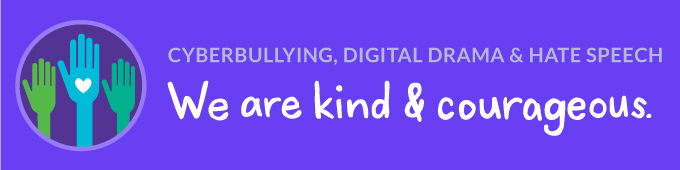 CYBERBULLYING, DIGITAL DRAMA & HATE SPEECH
We are kind & courageous.